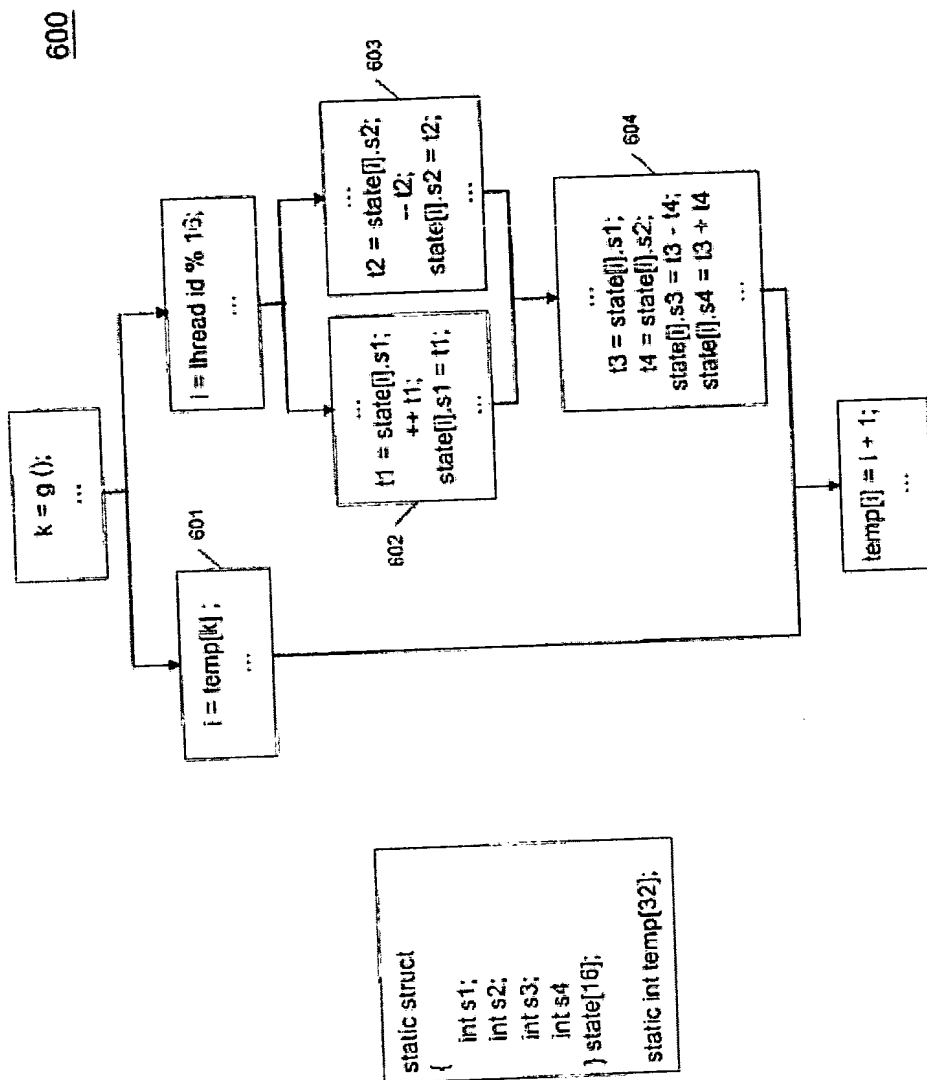 600
k = g ();
...
601
i = temp[k] ;
...
i = thread id % 16;
...
602
...
t1 = state[i].s1;
++ t1;
state[i].s1 = t1;
...
603
...
t2 = state[i].s2;
-- t2;
state[i].s2 = t2;
...
604
...
t3 = state[i].s1;
t4 = state[i].s2;
state[i].s3 = t3 - t4;
state[i].s4 = t3 + t4
...
temp[i] = i + 1;
...
static struct
{
int s1;
int s2;
int s3;
int s4
} state[16];
static int temp[32];